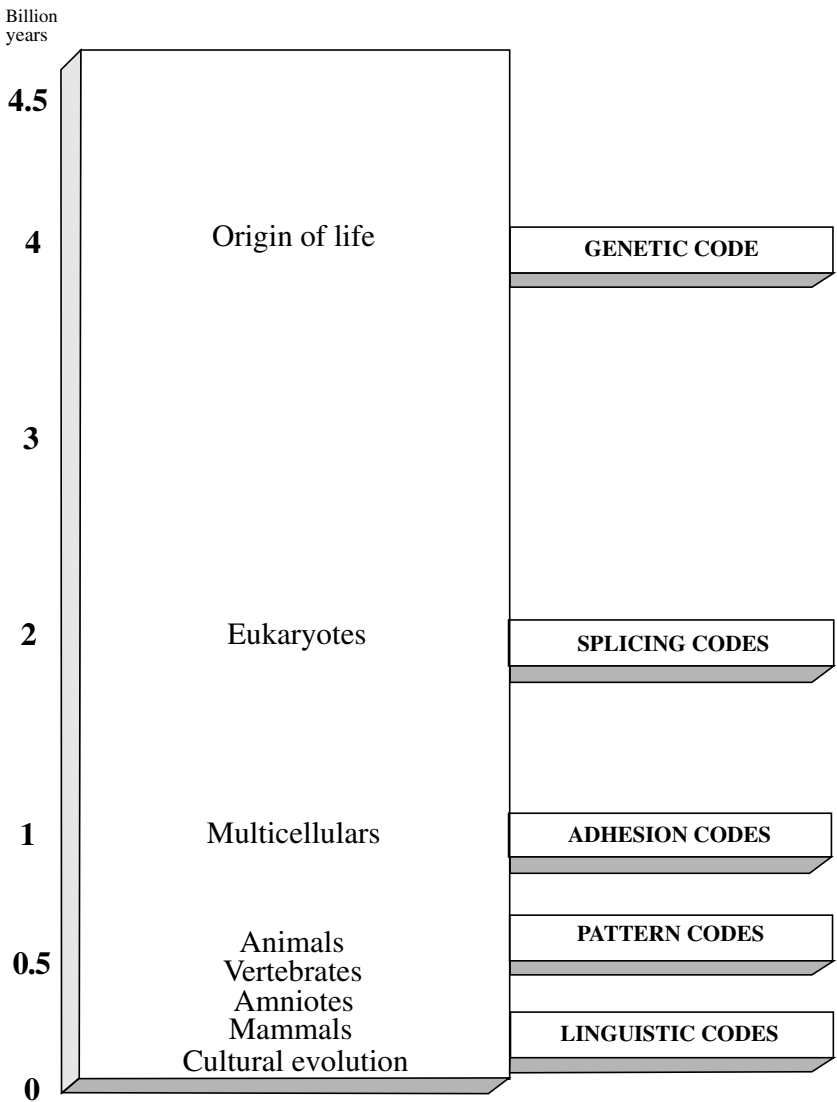 Billion
years
4.5
4 Origin of life GENETIC CODE
3
2 Eukaryotes SPLICING CODES
1 Multicellulars ADHESION CODES
PATTERN CODES
Animals
0.5
Vertebrates
Amniotes
Mammals LINGUISTIC CODES
Cultural evolution
0